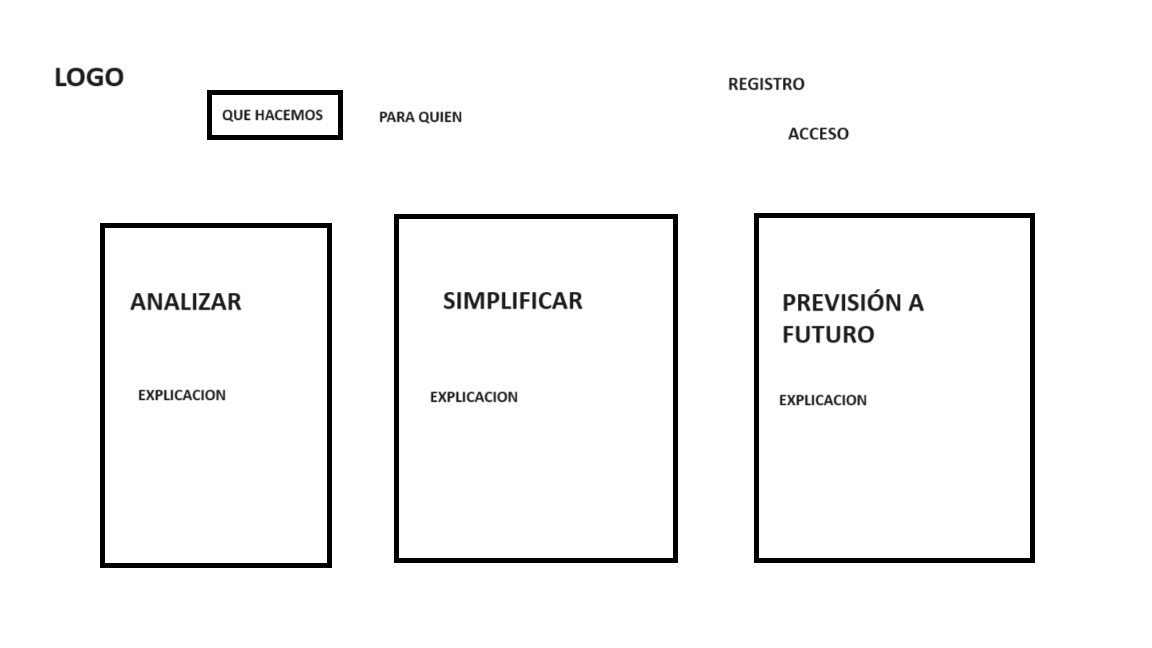 LOGO
REGISTRO
QUE HACEMOS
PARA QUIEN
ACCESO
ANALIZAR
EXPLICACION
SIMPLIFICAR
EXPLICACION
PREVISIÓN A
FUTURO
EXPLICACION